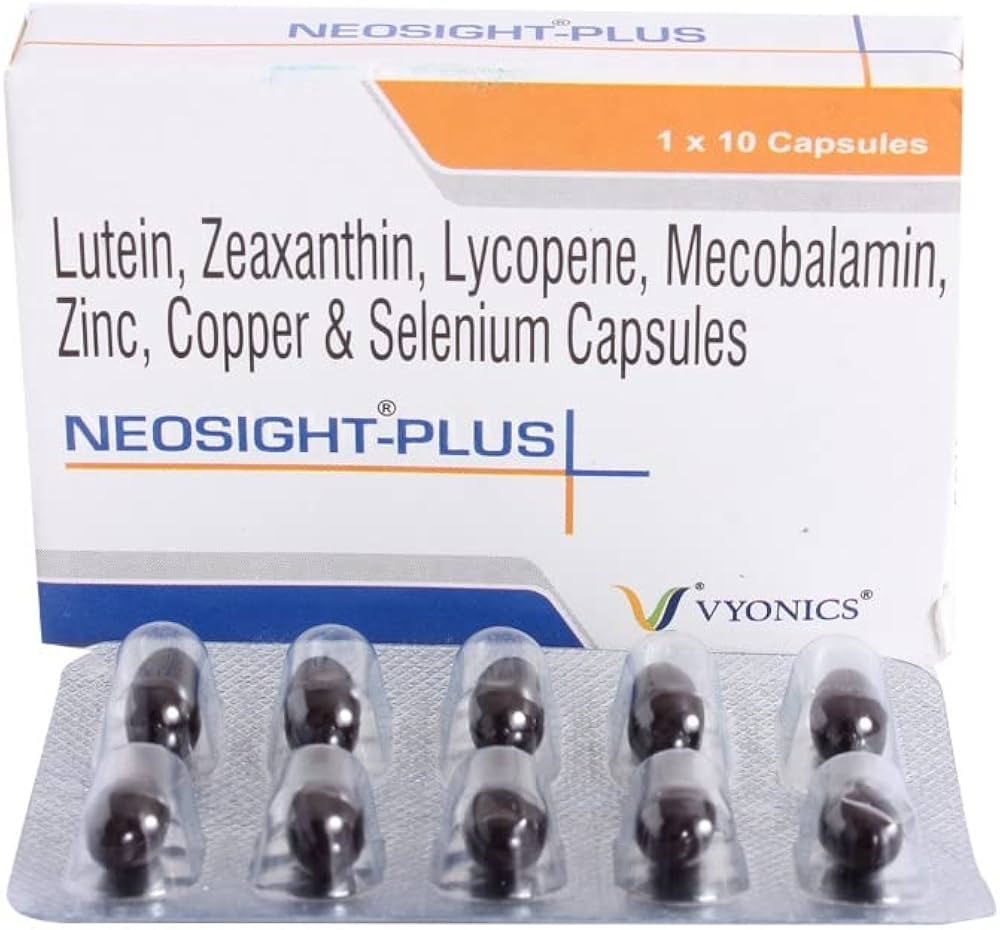 NEOSIGHT®-PLUS
1 x 10 Capsules
Lutein, Zeaxanthin, Lycopene, Mecobalamin,
Zinc, Copper & Selenium Capsules
NEOSIGHT®-PLUS
V® VYONICS®